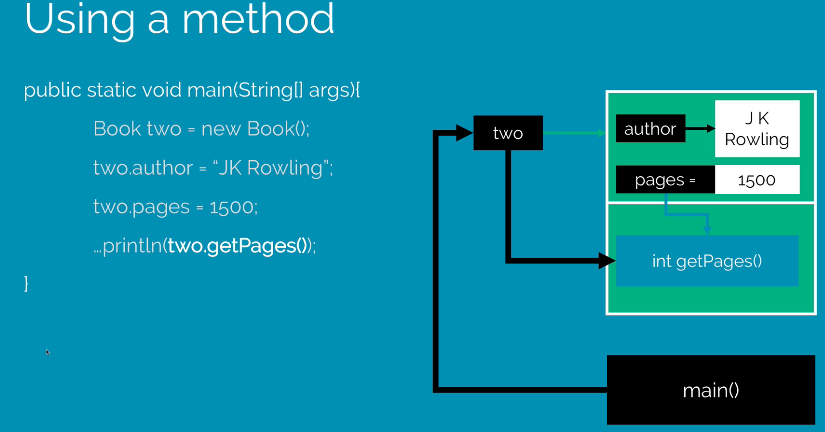 Using a method
public static void main(String[] args){
Book two = new Book();
two.author = “JK Rowling”;
two.pages = 1500;
…println(two.getPages());
}
two
author
J K
Rowling
pages =
1500
int getPages()
main()